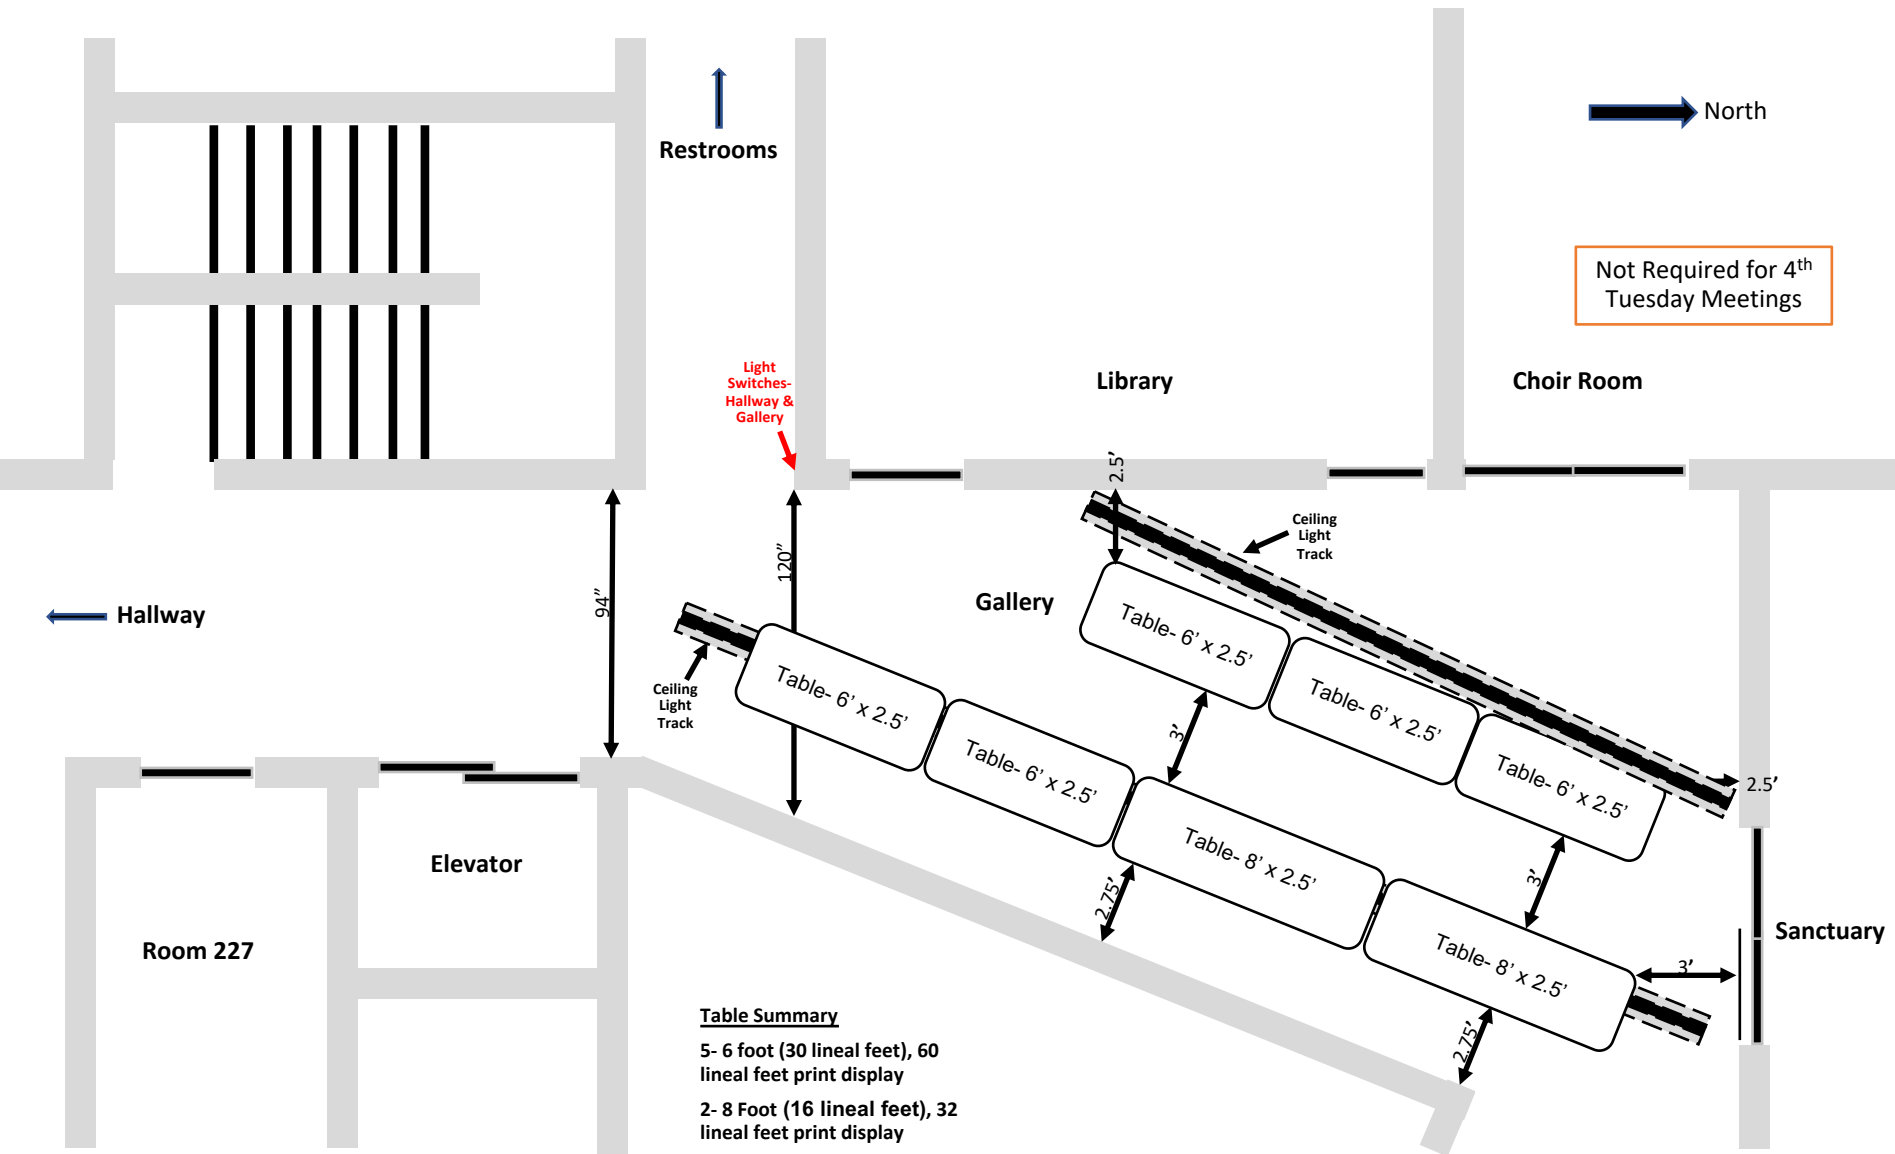 North
Restrooms
Not Required for 4th
Tuesday Meetings
Light
Switches-
Hallway &
Gallery
Library
Choir Room
2.5’
Ceiling
Light
Track
120”
94”
Gallery
Hallway
Table- 6’ x 2.5’
Table- 6’ x 2.5’
Table- 6’ x 2.5’
Ceiling
Light
Track
Table- 6’ x 2.5’
Table- 6’ x 2.5’
3’
2.5’
Table- 8’ x 2.5’
3’
2.75’
Elevator
Room 227
Sanctuary
Table- 8’ x 2.5’
3’
2.75’
Table Summary
5- 6 foot (30 lineal feet), 60
lineal feet print display
2- 8 Foot (16 lineal feet), 32
lineal feet print display